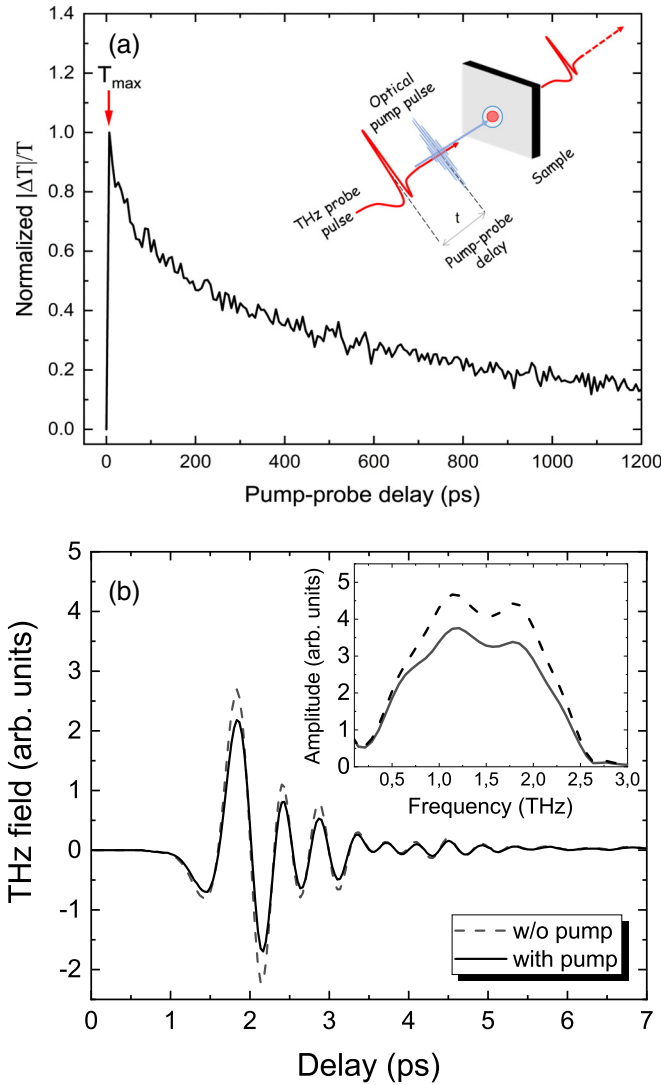 (a)
T_max
1.4
1.2
1.0
0.8
0.6
0.4
0.2
0.0
Normalized |ΔT|/T
0
200
400
600
800
1000
1200
Pump-probe delay (ps)
Optical
pump pulse
THz probe
pulse
t
Pump-probe
delay
Sample
(b)
5
4
3
2
1
0
-1
-2
THz field (arb. units)
0
1
2
3
4
5
6
7
Delay (ps)
5
4
3
2
1
0
Amplitude (arb. units)
0,5
1,0
1,5
2,0
2,5
3,0
Frequency (THz)
w/o pump
with pump